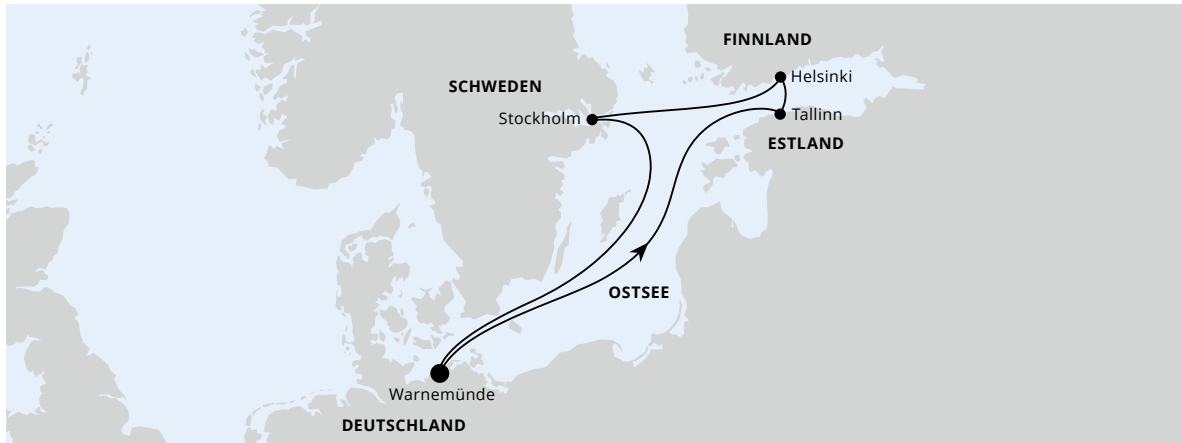 FINNLAND
Helsinki
SCHWEDEN
Stockholm
Tallinn
ESTLAND
OSTSEE
Warnemünde
DEUTSCHLAND